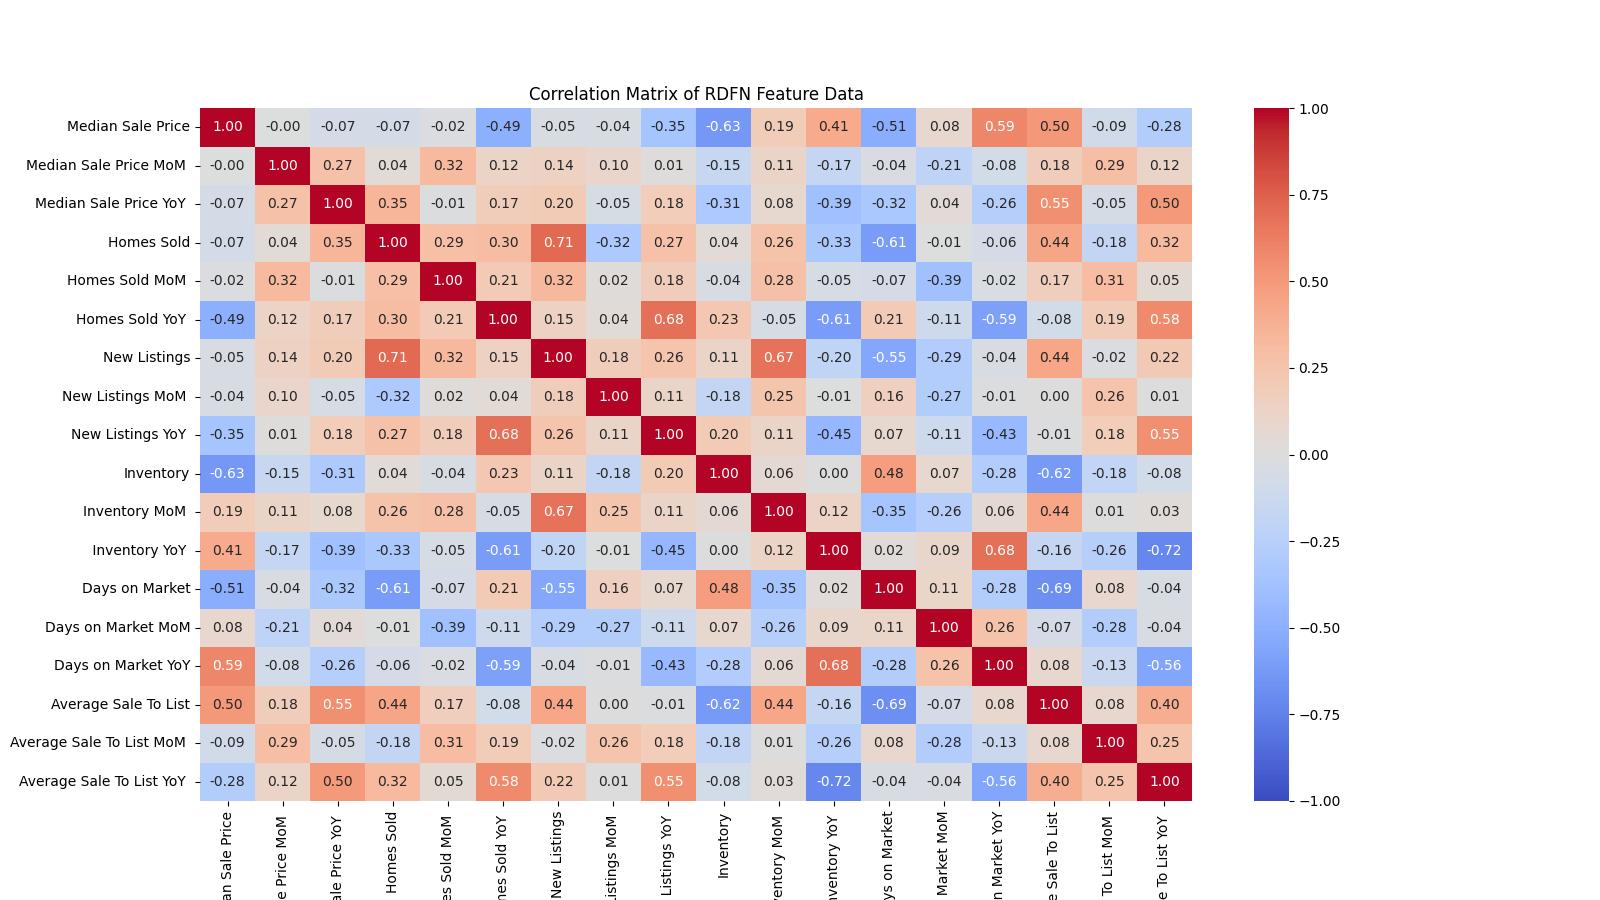 Correlation Matrix of RDFN Feature Data
Median Sale Price 1.00 -0.00 -0.07 -0.07 -0.02 -0.49 -0.05 -0.04 -0.35 -0.63 0.19 0.41 -0.51 0.08 0.59 0.50 -0.09 -0.28
Median Sale Price MoM -0.00 1.00 0.27 0.04 0.32 0.12 0.14 0.10 0.01 -0.15 0.11 -0.17 -0.04 -0.21 -0.08 0.18 0.29 0.12
Median Sale Price YoY -0.07 0.27 1.00 0.35 -0.01 0.17 0.20 -0.05 0.18 -0.31 0.08 -0.39 -0.32 0.04 -0.26 0.55 -0.05 0.50
Homes Sold -0.07 0.04 0.35 1.00 0.29 0.30 0.71 -0.32 0.27 0.04 0.26 -0.33 -0.61 -0.01 -0.06 0.44 -0.18 0.32
Homes Sold MoM -0.02 0.32 -0.01 0.29 1.00 0.21 0.32 0.02 0.18 -0.04 0.28 -0.05 -0.07 -0.39 -0.02 0.17 0.31 0.05
Homes Sold YoY -0.49 0.12 0.17 0.30 0.21 1.00 0.15 0.04 0.68 0.23 -0.05 -0.61 0.21 -0.11 -0.59 -0.08 0.19 0.58
New Listings -0.05 0.14 0.20 0.71 0.32 0.15 1.00 0.18 0.26 0.11 0.67 -0.20 -0.55 -0.29 -0.04 0.44 -0.02 0.22
New Listings MoM -0.04 0.10 -0.05 -0.32 0.02 0.04 0.18 1.00 0.11 -0.18 0.25 -0.01 0.16 -0.27 -0.01 0.00 0.26 0.01
New Listings YoY -0.35 0.01 0.18 0.27 0.18 0.68 0.26 0.11 1.00 0.20 0.11 -0.45 0.07 -0.11 -0.43 -0.01 0.18 0.55
Inventory -0.63 -0.15 -0.31 0.04 -0.04 0.23 0.11 -0.18 0.20 1.00 0.06 0.00 0.48 0.07 -0.28 -0.62 -0.18 -0.08
Inventory MoM 0.19 0.11 0.08 0.26 0.28 -0.05 0.67 0.25 0.11 0.06 1.00 0.12 -0.35 -0.26 0.06 0.44 0.01 0.03
Inventory YoY 0.41 -0.17 -0.39 -0.33 -0.05 -0.61 -0.20 -0.01 -0.45 0.00 0.12 1.00 0.02 0.09 0.68 -0.16 -0.26 -0.72
Days on Market -0.51 -0.04 -0.32 -0.61 -0.07 0.21 -0.55 0.16 0.07 0.48 -0.35 0.02 1.00 0.11 -0.28 -0.69 0.08 -0.04
Days on Market MoM 0.08 -0.21 0.04 -0.01 -0.39 -0.11 -0.29 -0.27 -0.11 0.07 -0.26 0.09 0.11 1.00 0.26 -0.07 -0.28 -0.04
Days on Market YoY 0.59 -0.08 -0.26 -0.06 -0.02 -0.59 -0.04 -0.01 -0.43 -0.28 0.06 0.68 -0.28 0.26 1.00 0.08 -0.13 -0.56
Average Sale To List 0.50 0.18 0.55 0.44 0.17 -0.08 0.44 0.00 -0.01 -0.62 0.44 -0.16 -0.69 -0.07 0.08 1.00 0.08 0.40
Average Sale To List MoM -0.09 0.29 -0.05 -0.18 0.31 0.19 -0.02 0.26 0.18 -0.18 0.01 -0.26 0.08 -0.28 -0.13 0.08 1.00 0.25
Average Sale To List YoY -0.28 0.12 0.50 0.32 0.05 0.58 0.22 0.01 0.55 -0.08 0.03 -0.72 -0.04 -0.04 -0.56 0.40 0.25 1.00
an Sale Price
e Price MoM
ale Price YoY
Homes Sold
es Sold MoM
nes Sold YoY
New Listings
istings MoM
Listings YoY
Inventory
ventory MoM
nventory YoY
ys on Market
Market MoM
n Market YoY
e Sale To List
To List MoM
e To List YoY
1.00
0.75
0.50
0.25
0.00
−0.25
−0.50
−0.75
−1.00